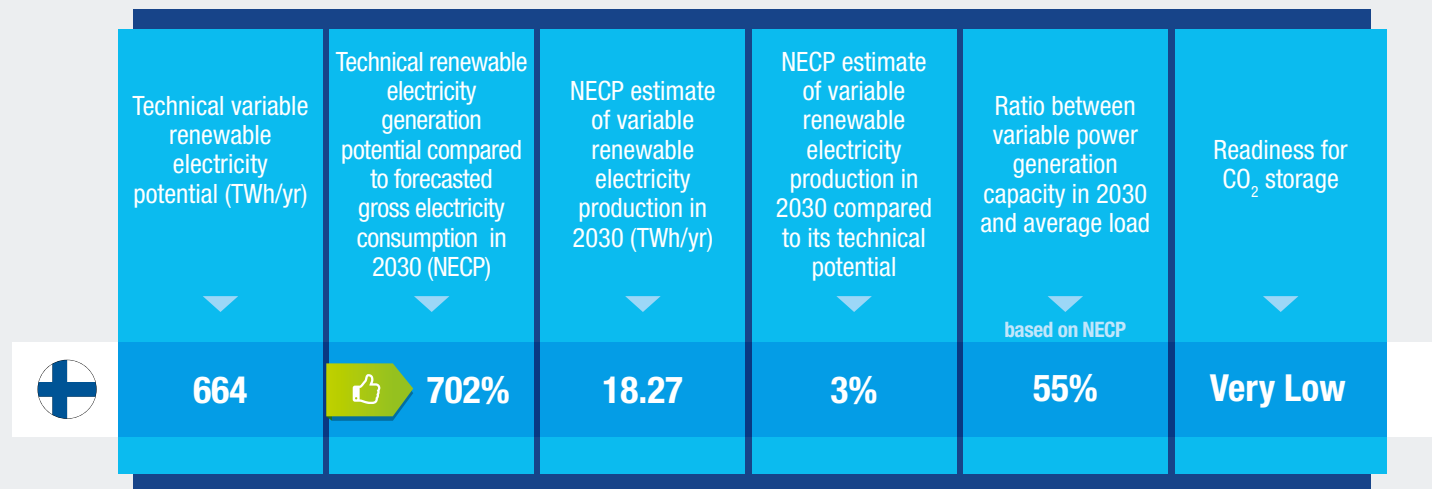 Technical variable
renewable
electricity
potential (TWh/yr)
Technical renewable
electricity
generation
potential compared
to forecasted
gross electricity
consumption in
2030 (NECP)
NECP estimate
of variable
renewable
electricity
production in
2030 (TWh/yr)
NECP estimate
of variable
renewable
electricity
production in
2030 compared
to its technical
potential
Ratio between
variable power
generation
capacity in 2030
and average load
based on NECP
Readiness for
CO₂ storage
664
702%
18.27
3%
55%
Very Low